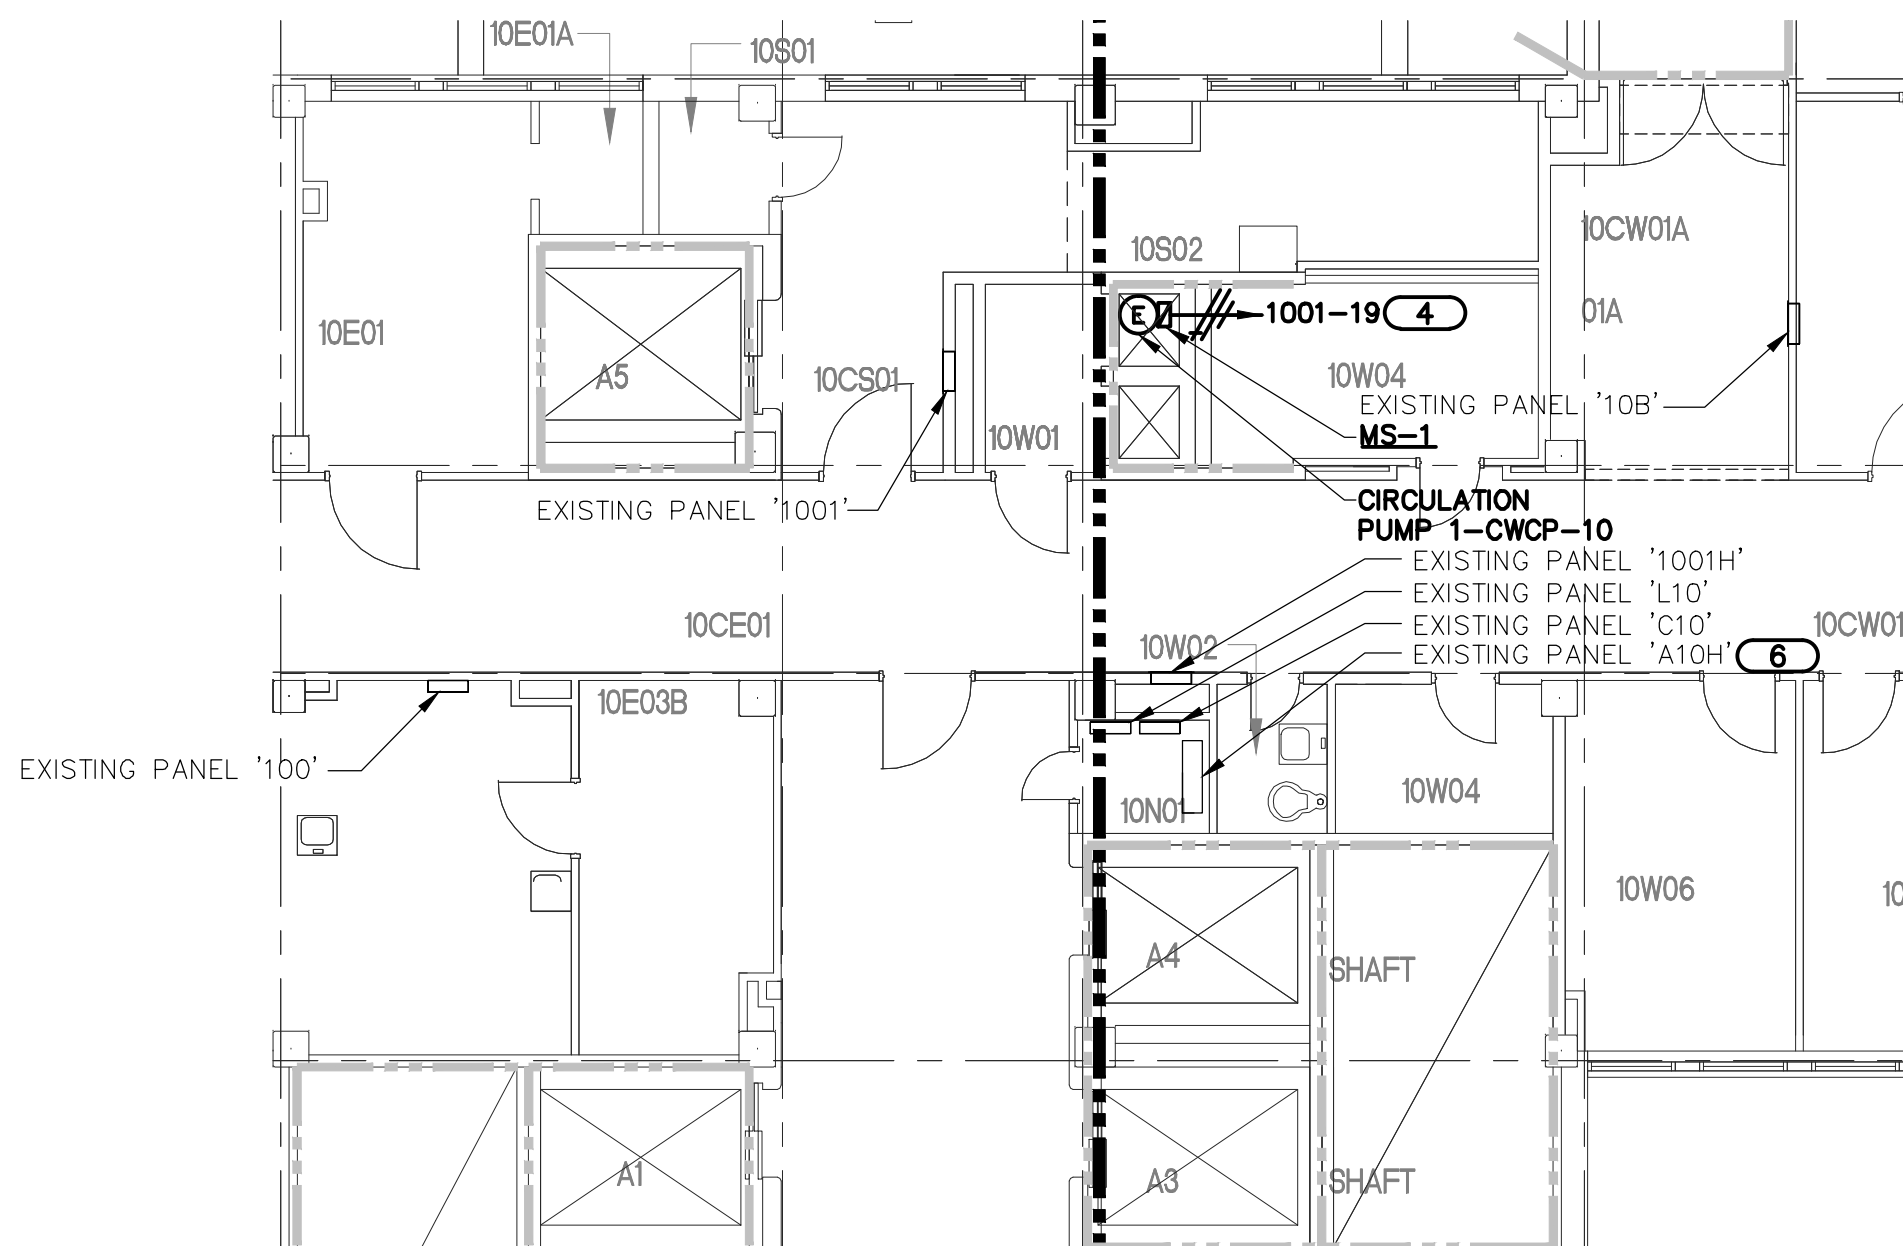 10E01A
10S01
10S02
10CW01A
01A
E
1001-19
4
10E01
A5
10CS01
10W04
EXISTING PANEL '10B'
MS-1
10W01
EXISTING PANEL '1001'
CIRCULATION
PUMP 1-CWCP-10
EXISTING PANEL '1001H'
EXISTING PANEL 'L10'
EXISTING PANEL 'C10'
EXISTING PANEL 'A10H'
6
10CE01
10W02
10CW01
10E03B
EXISTING PANEL '100'
10N01
10W04
10W06
10
A4
SHAFT
A1
A3
SHAFT